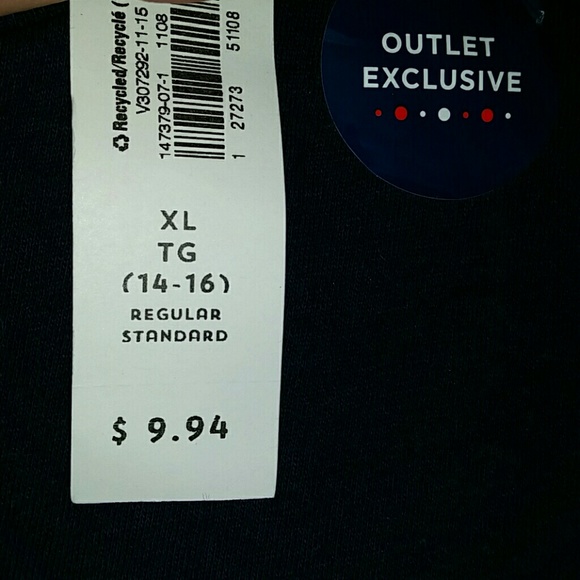 Recycled/Recyclé (
V307292-11-15
147379-07-1 1108
1 27273 51108
XL
TG
(14-16)
REGULAR
STANDARD
$ 9.94
OUTLET
EXCLUSIVE